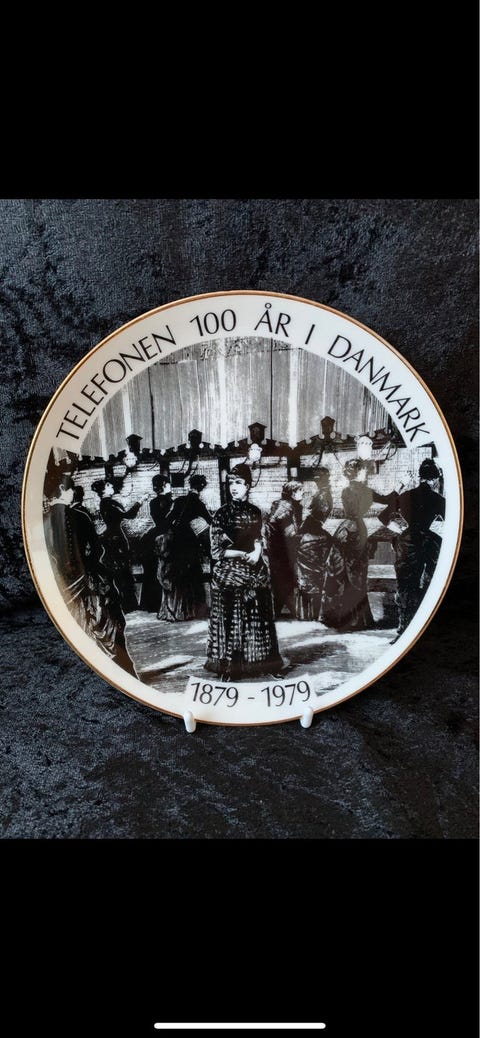 TELEFONEN 100 ÅR I DANMARK
1879 - 1979